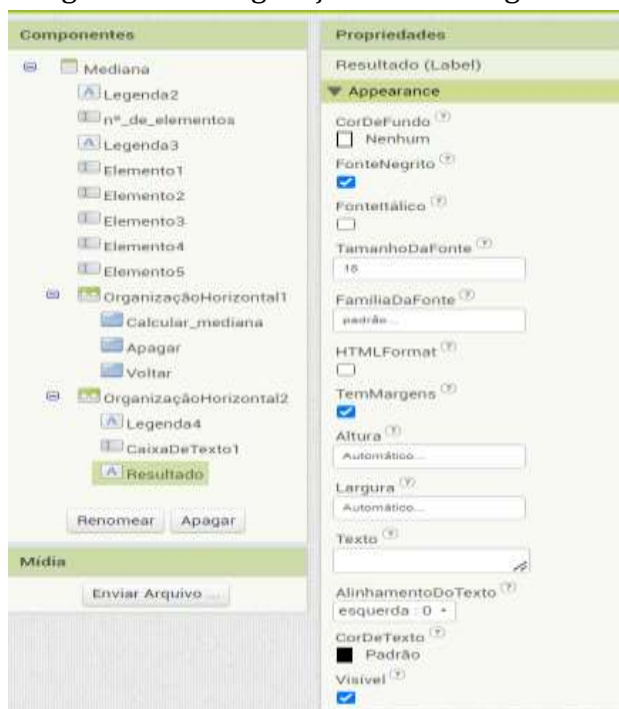 Componentes
Mediana
Legenda2
nº_de_elementos
Legenda3
Elemento1
Elemento2
Elemento3
Elemento4
Elemento5
OrganizaçãoHorizontal1
Calcular_mediana
Apagar
Voltar
OrganizaçãoHorizontal2
Legenda4
CaixaDeTexto1
Resultado
Renomear Apagar
Mídia
Enviar Arquivo ...
Propriedades
Resultado (Label)
Appearance
CorDeFundo
Nenhum
FonteNegrito
FonteItálico
TamanhoDaFonte
18
FamiliaDaFonte
padrão...
HTMLFormat
TemMargens
Altura
Automático...
Largura
Automático...
Texto
AlinhamentoDoTexto
esquerda : 0
CorDeTexto
Padrão
Visível